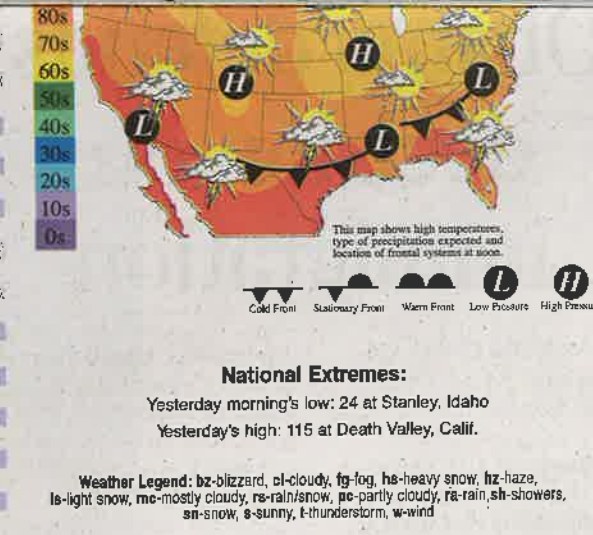 80s
70s
60s
50s
40s
30s
20s
10s
0s
H
H
L
L
L
This map shows high temperatures,
type of precipitation expected and
location of frontal systems at noon.
L H
Cold Front Stationary Front Warm Front Low Pressure High
National Extremes:
Yesterday morning's low: 24 at Stanley, Idaho
Yesterday's high: 115 at Death Valley, Calif.
Weather Legend: bz-blizzard, cl-cloudy, fg-fog, hs-heavy snow, hz-haze,
ls-light snow, mc-mostly cloudy, rs-rain/snow, pc-partly cloudy, ra-rain,sh-showers,
sn-snow, s-sunny, t-thunderstorm, w-wind